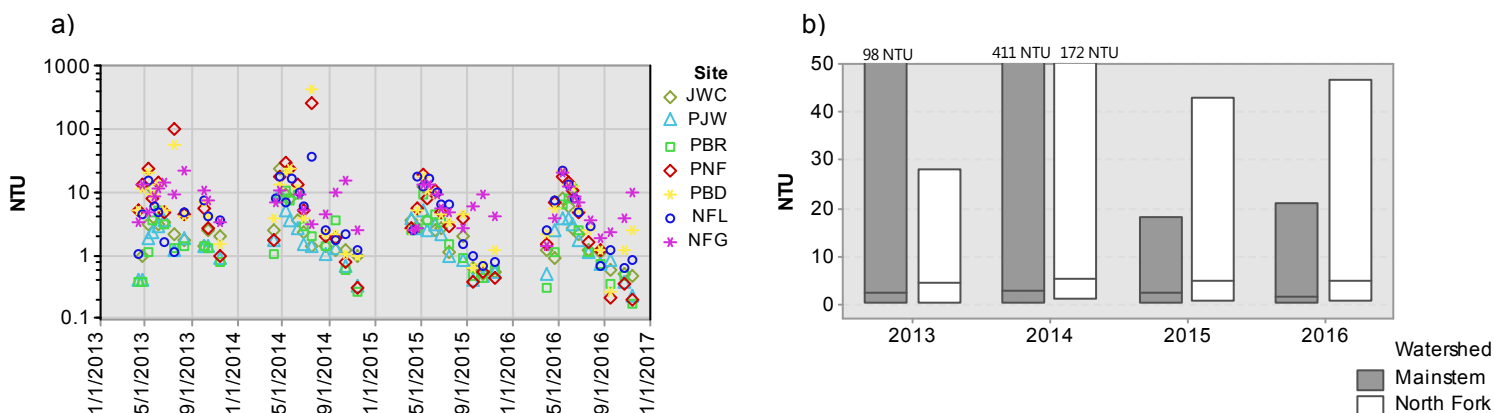 a)
1000
100
10
1
0.1
NTU
1/1/2013
5/1/2013
9/1/2013
1/1/2014
5/1/2014
9/1/2014
1/1/2015
5/1/2015
9/1/2015
1/1/2016
5/1/2016
9/1/2016
1/1/2017
Site
JWC
PJW
PBR
PNF
PBD
NFL
NFG
b)
98 NTU
411 NTU
172 NTU
50
40
30
20
10
0
NTU
2013
2014
2015
2016
Watershed
Mainstem
North Fork